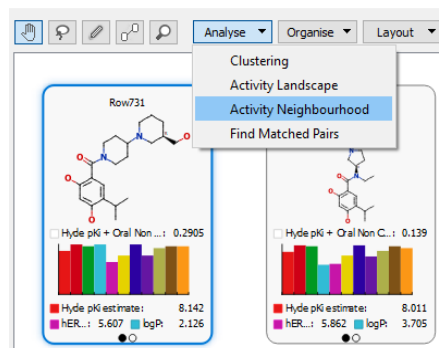 Analyse Organise Layout
Clustering
Activity Landscape
Activity Neighbourhood
Find Matched Pairs
Row731
Hyde pKi + Oral Non ...: 0.2905
Hyde pKi estimate: 8.142
hER...: 5.607 logP: 2.126
Hyde pKi + Oral Non C...: 0.139
Hyde pKi estimate: 8.011
hER...: 5.862 logP: 3.705